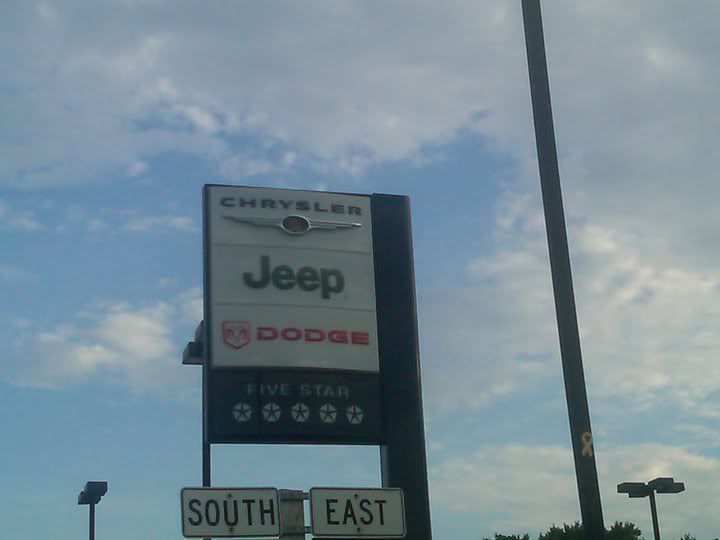 CHRYSLER
Jeep
DODGE
FIVE STAR
SOUTH EAST